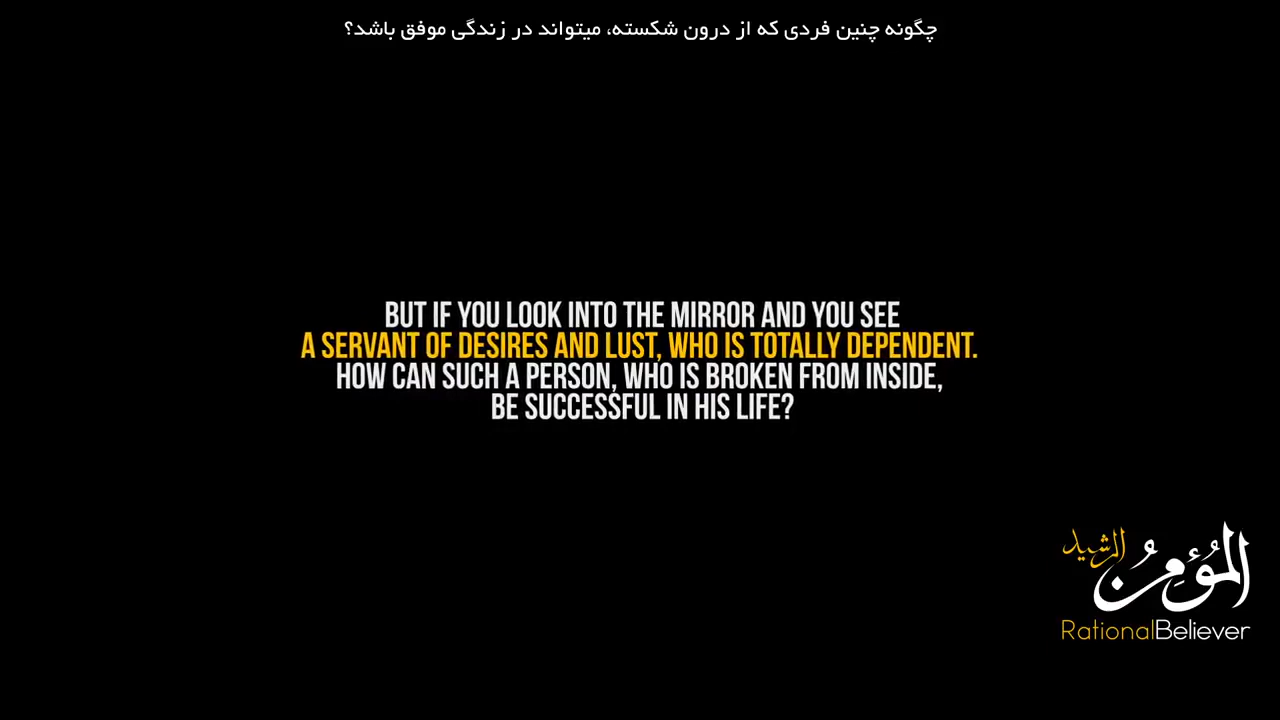 چگونه چنین فردی که از درون شکسته، میتواند در زندگی موفق باشد؟
BUT IF YOU LOOK INTO THE MIRROR AND YOU SEE
A SERVANT OF DESIRES AND LUST, WHO IS TOTALLY DEPENDENT.
HOW CAN SUCH A PERSON, WHO IS BROKEN FROM INSIDE,
BE SUCCESSFUL IN HIS LIFE?
المُؤمِنُ الرشيد
RationalBeliever